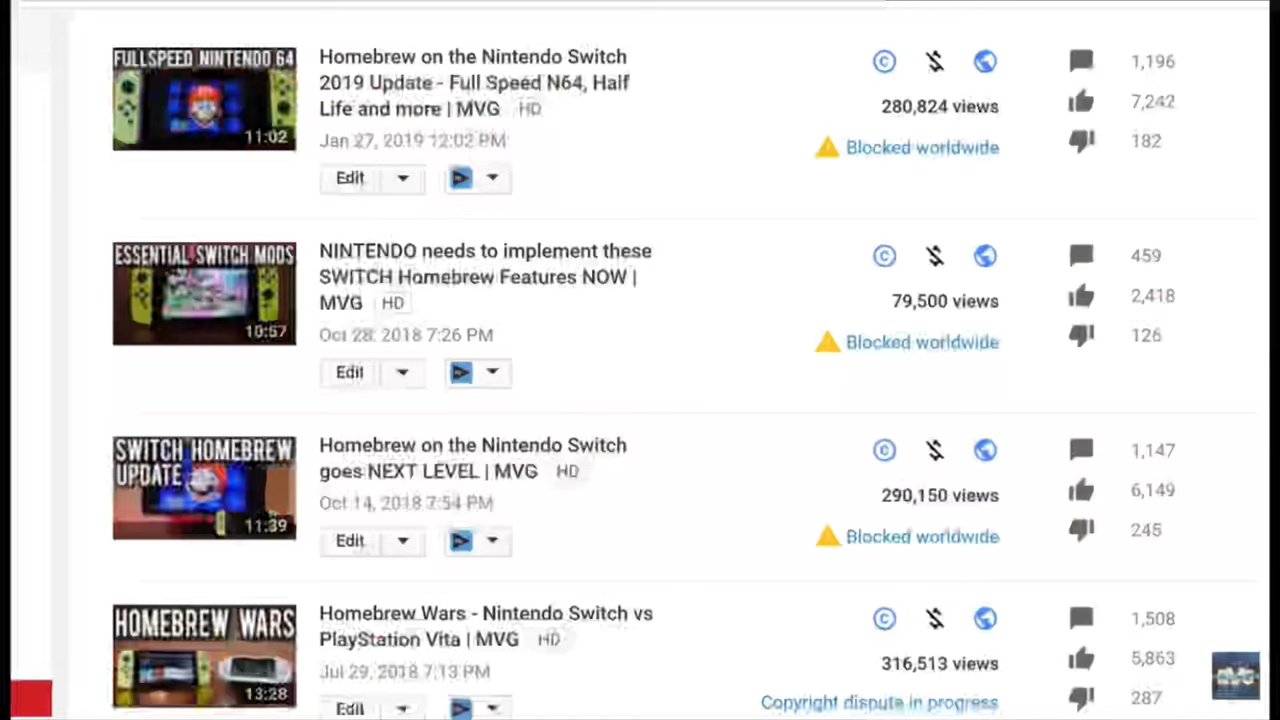 FULLSPEED NINTENDO 64
11:02
Homebrew on the Nintendo Switch
2019 Update - Full Speed N64, Half
Life and more | MVG HD
Jan 27, 2019 12:02 PM
Edit
280,824 views
Blocked worldwide
1,196
7,242
182
ESSENTIAL SWITCH MODS
10:57
NINTENDO needs to implement these
SWITCH Homebrew Features NOW |
MVG HD
Oct 28, 2018 7:26 PM
Edit
79,500 views
Blocked worldwide
459
2,418
126
SWITCH HOMEBREW
UPDATE
11:39
Homebrew on the Nintendo Switch
goes NEXT LEVEL | MVG HD
Oct 14, 2018 7:54 PM
Edit
290,150 views
Blocked worldwide
1,147
6,149
245
HOMEBREW WARS
13:28
Homebrew Wars - Nintendo Switch vs
PlayStation Vita | MVG HD
Jul 29, 2018 7:13 PM
Edit
316,513 views
Copyright dispute in progress
1,508
5,863
287
MVG